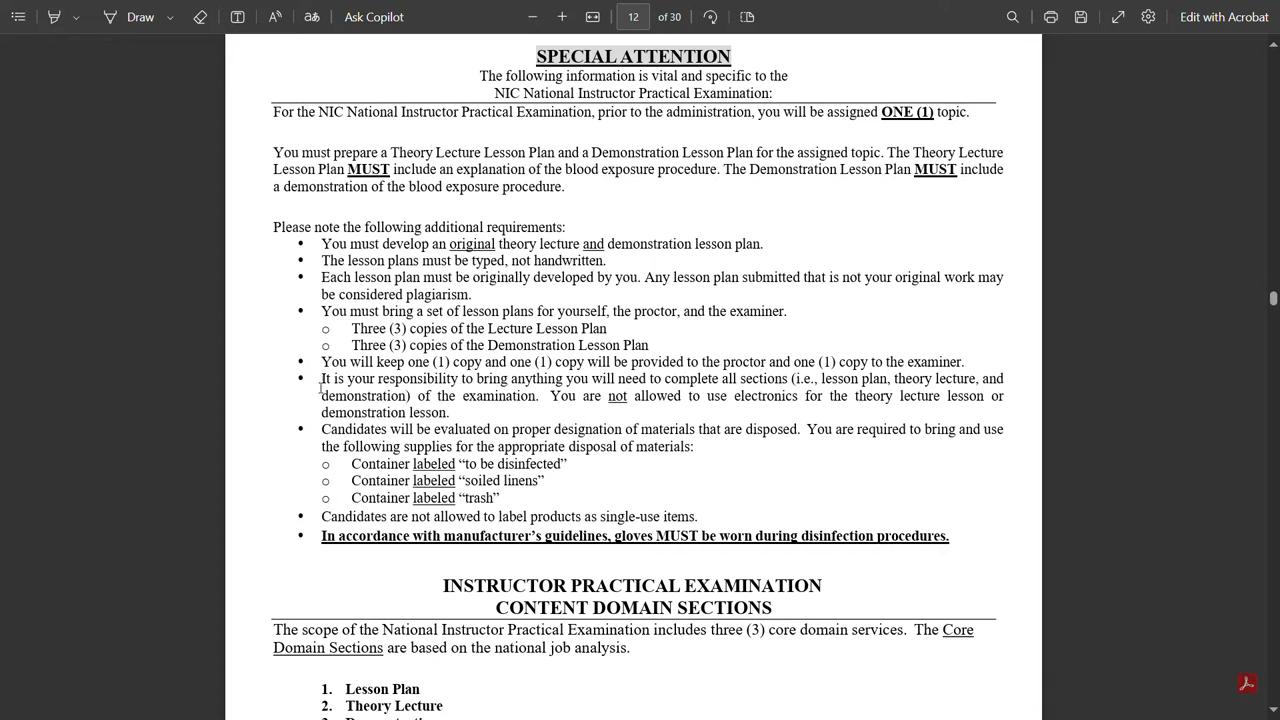 Draw
Ask Copilot
12 of 30
Edit with Acrobat
SPECIAL ATTENTION
The following information is vital and specific to the
NIC National Instructor Practical Examination:
For the NIC National Instructor Practical Examination, prior to the administration, you will be assigned ONE (1) topic.
You must prepare a Theory Lecture Lesson Plan and a Demonstration Lesson Plan for the assigned topic. The Theory Lecture
Lesson Plan MUST include an explanation of the blood exposure procedure. The Demonstration Lesson Plan MUST include
a demonstration of the blood exposure procedure.
Please note the following additional requirements:
• You must develop an original theory lecture and demonstration lesson plan.
• The lesson plans must be typed, not handwritten.
• Each lesson plan must be originally developed by you. Any lesson plan submitted that is not your original work may
be considered plagiarism.
• You must bring a set of lesson plans for yourself, the proctor, and the examiner.
o Three (3) copies of the Lecture Lesson Plan
o Three (3) copies of the Demonstration Lesson Plan
• You will keep one (1) copy and one (1) copy will be provided to the proctor and one (1) copy to the examiner.
• It is your responsibility to bring anything you will need to complete all sections (i.e., lesson plan, theory lecture, and
demonstration) of the examination. You are not allowed to use electronics for the theory lecture lesson or
demonstration lesson.
• Candidates will be evaluated on proper designation of materials that are disposed. You are required to bring and use
the following supplies for the appropriate disposal of materials:
o Container labeled “to be disinfected”
o Container labeled “soiled linens”
o Container labeled “trash”
• Candidates are not allowed to label products as single-use items.
• In accordance with manufacturer’s guidelines, gloves MUST be worn during disinfection procedures.
INSTRUCTOR PRACTICAL EXAMINATION
CONTENT DOMAIN SECTIONS
The scope of the National Instructor Practical Examination includes three (3) core domain services. The Core
Domain Sections are based on the national job analysis.
1. Lesson Plan
2. Theory Lecture